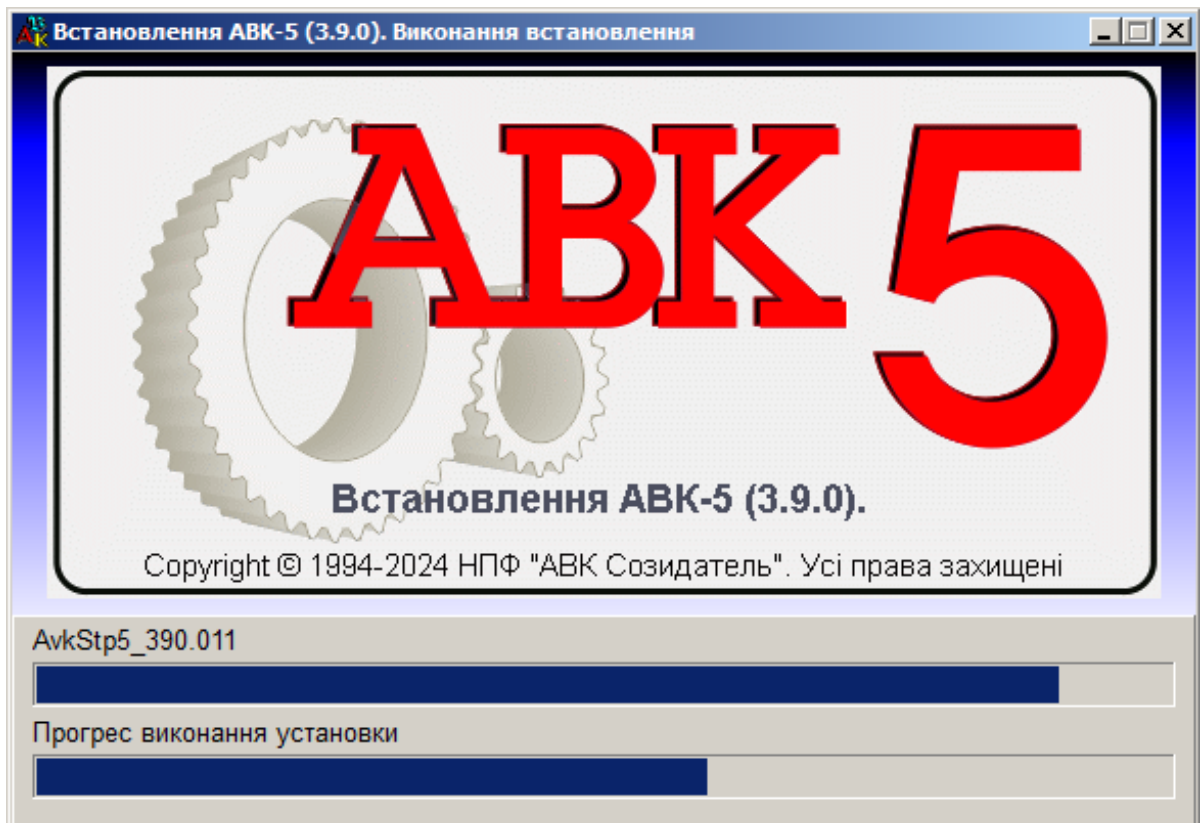 Встановлення АВК-5 (3.9.0). Виконання встановлення
АВК 5
Встановлення АВК-5 (3.9.0).
Copyright © 1994-2024 НПФ "АВК Созидатель". Усі права захищені
AvkStp5_390.011
Прогрес виконання установки